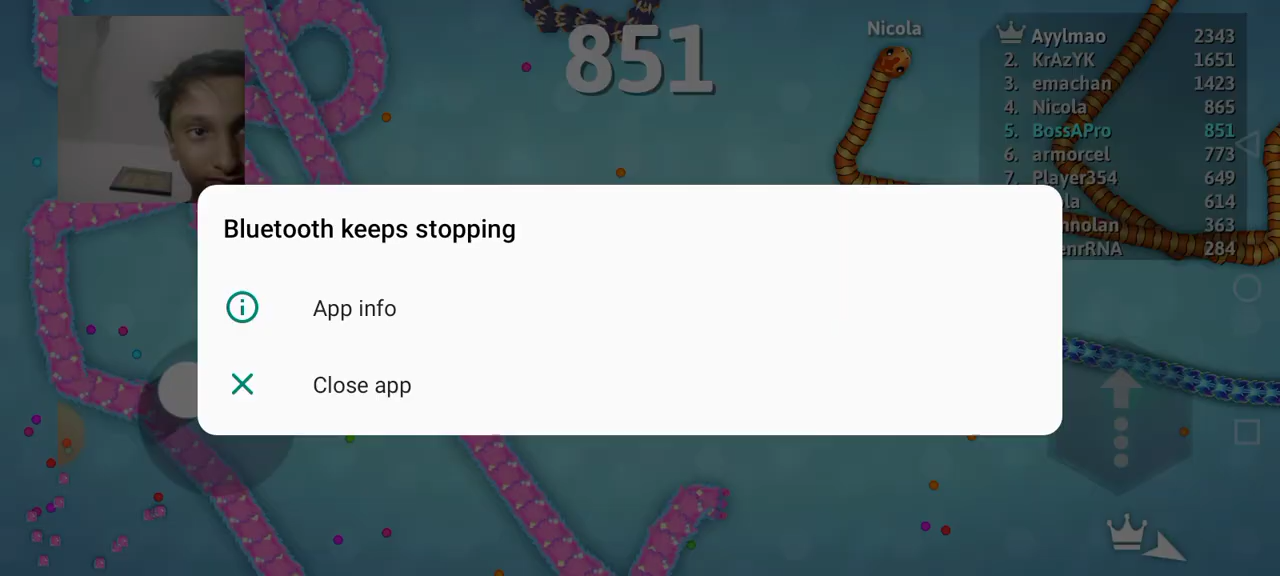 851
Nicola
Ayylmao 2343
2. KrAzYK 1651
3. emachan 1423
4. Nicola 865
5. BossAPro 851
6. armorcel 773
7. Player354 649
614
363
284
Bluetooth keeps stopping
App info
Close app